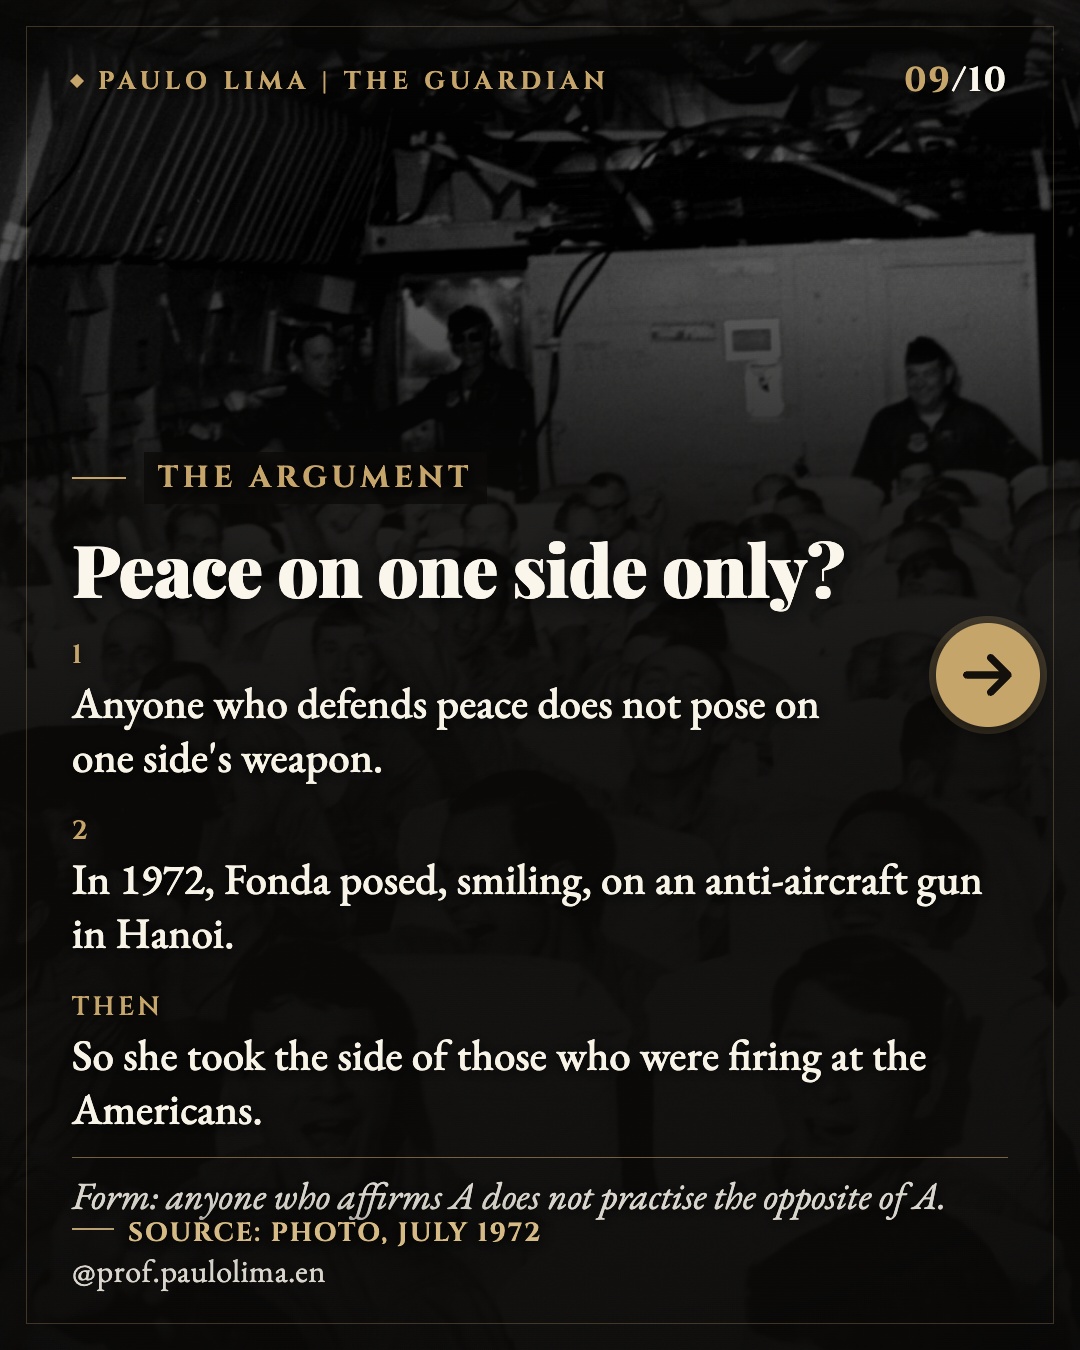 ◆ PAULO LIMA | THE GUARDIAN
09/10
THE ARGUMENT
Peace on one side only?
1
Anyone who defends peace does not pose on
one side's weapon.
2
In 1972, Fonda posed, smiling, on an anti-aircraft gun
in Hanoi.
THEN
So she took the side of those who were firing at the
Americans.
Form: anyone who affirms A does not practise the opposite of A.
SOURCE: PHOTO, JULY 1972
@prof.paulolima.en